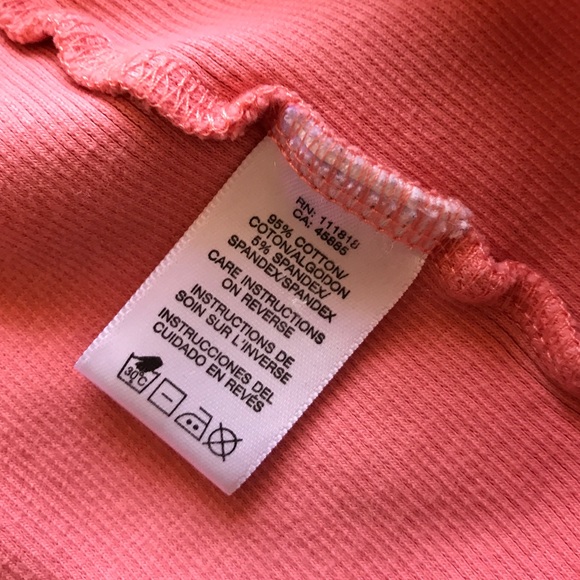 RN: 111818
CA: 45885
95% COTTON/
COTON/ALGODON
5% SPANDEX/
SPANDEX/SPANDEX
CARE INSTRUCTIONS
ON REVERSE
INSTRUCTIONS DE
SOIN SUR L'INVERSE
INSTRUCCIONES DEL
CUIDADO EN REVÉS
30°C